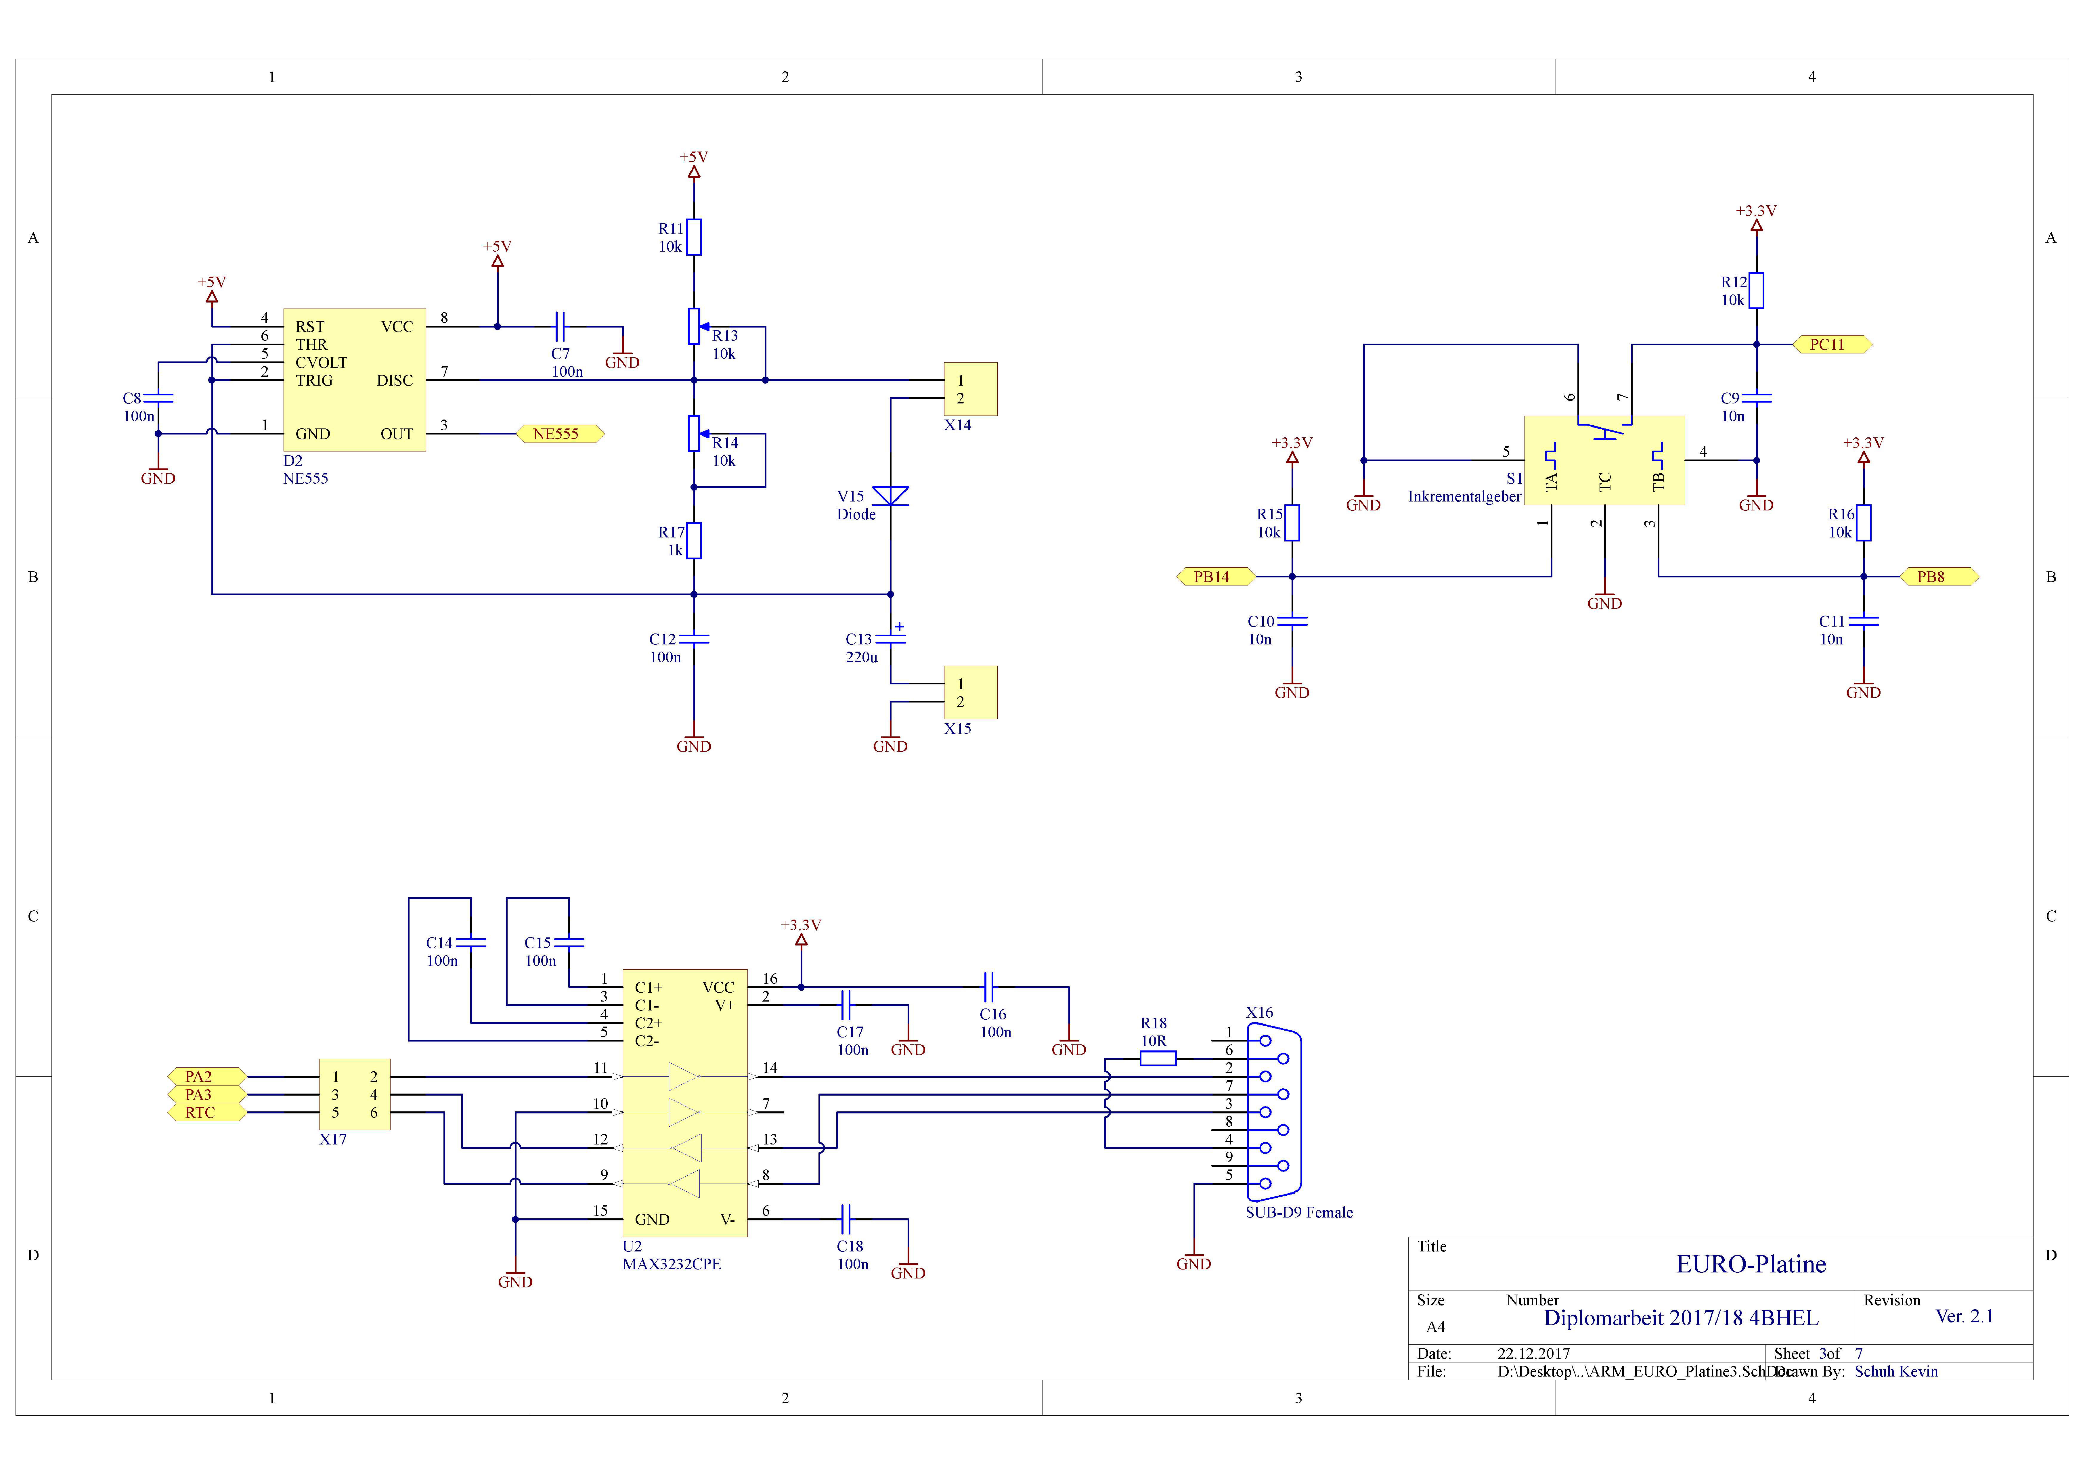 1 2 3 4
A A
B B
C C
D D
+5V
+5V
+5V
R11
10k
R13
10k
R14
10k
R17
1k
4 RST VCC 8
6 THR
5 CVOLT
2 TRIG DISC 7
1 GND OUT 3
D2
NE555
NE555
C7
100n
GND
C8
100n
GND
1
2
X14
V15
Diode
C12
100n
GND
C13
+
220u
1
2
X15
GND
+3.3V
R12
10k
PC11
C9
10n
GND
6 7
5 4
TA TC TB
1 2 3
S1
Inkrementalgeber
GND
GND
+3.3V
R15
10k
PB14
C10
10n
GND
+3.3V
R16
10k
PB8
C11
10n
GND
C14
100n
C15
100n
+3.3V
1 C1+ VCC 16
3 C1- V+ 2
4 C2+
5 C2-
11 14
10 7
12 13
9 8
15 GND V- 6
U2
MAX3232CPE
C17
100n
GND
C16
100n
GND
C18
100n
GND
GND
PA2
PA3
RTC
1 2
3 4
5 6
X17
R18
10R
X16
1
6
2
7
3
8
4
9
5
SUB-D9 Female
GND
Title
EURO-Platine
Size Number Revision
A4 Diplomarbeit 2017/18 4BHEL Ver. 2.1
Date: 22.12.2017 Sheet 3of 7
File: D:\Desktop\..\ARM_EURO_Platine3.SchDoc Drawn By: Schuh Kevin
1 2 3 4